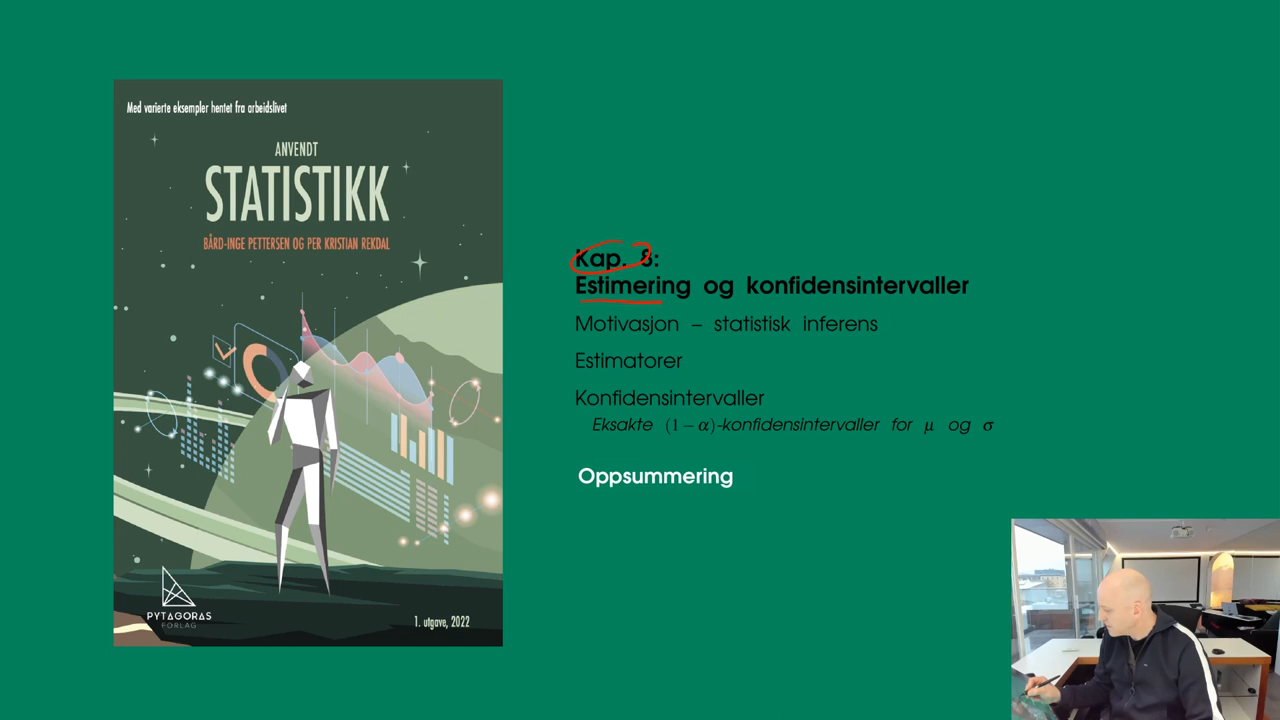 Med varierte eksempler hentet fra arbeidslivet
ANVENDT
STATISTIKK
BÅRD-INGE PETTERSEN OG PER KRISTIAN REKDAL
PYTAGORAS
FORLAG
1. utgave, 2022
Kap. 8:
Estimering og konfidensintervaller
Motivasjon – statistisk inferens
Estimatorer
Konfidensintervaller
Eksakte (1−α)-konfidensintervaller for μ og σ
Oppsummering